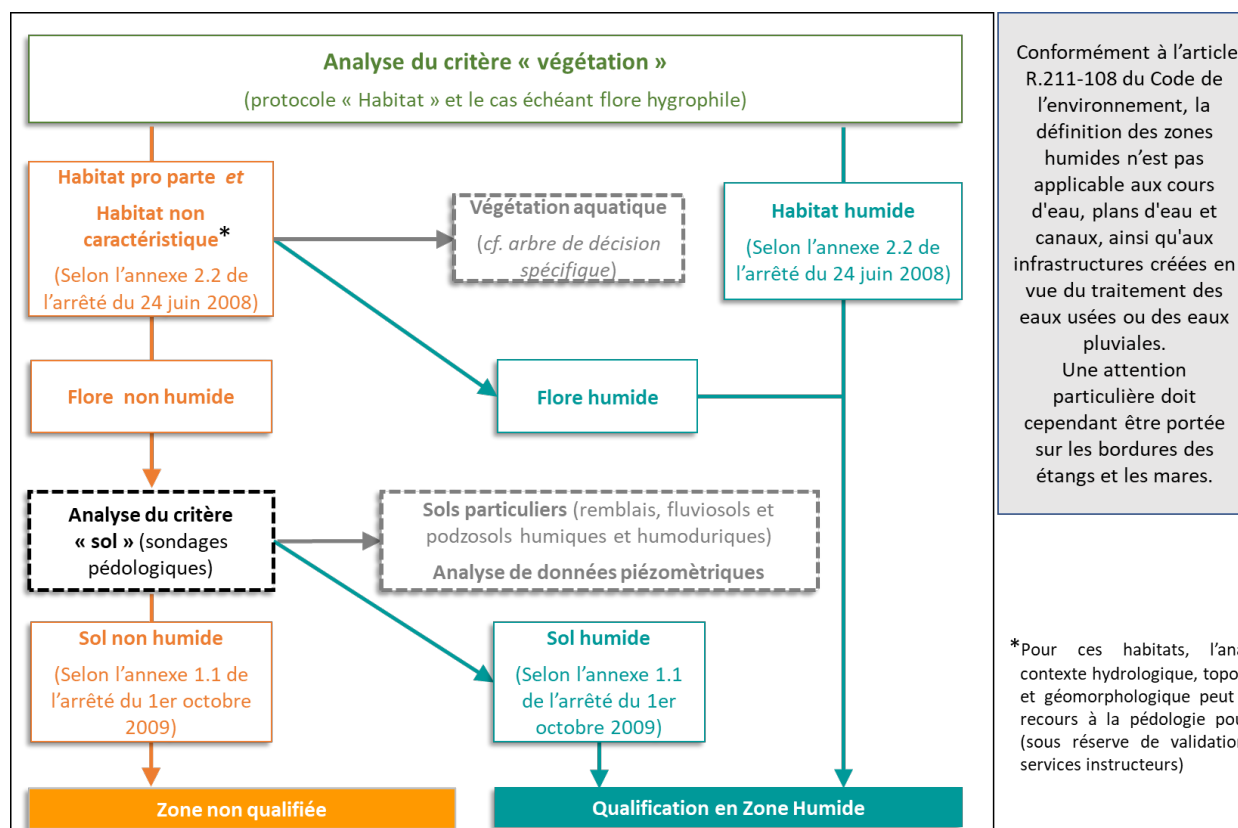 Analyse du critère « végétation »
(protocole « Habitat » et le cas échéant flore hygrophile)
Habitat pro parte et
Habitat non
caractéristique*
(Selon l’annexe 2.2 de
l’arrêté du 24 juin 2008)
Végétation aquatique
(cf. arbre de décision
spécifique)
Habitat humide
(Selon l’annexe 2.2 de
l’arrêté du 24 juin 2008)
Flore non humide
Flore humide
Analyse du critère
« sol » (sondages
pédologiques)
Sols particuliers (remblais, fluviosols et
podzosols humiques et humoduriques)
Analyse de données piézomètriques
Sol non humide
(Selon l’annexe 1.1 de
l’arrêté du 1er octobre
2009)
Sol humide
(Selon l’annexe 1.1
de l’arrêté du 1er
octobre 2009)
Zone non qualifiée
Qualification en Zone Humide
Conformément à l’article
R.211-108 du Code de
l’environnement, la
définition des zones
humides n’est pas
applicable aux cours
d'eau, plans d'eau et
canaux, ainsi qu'aux
infrastructures créées en
vue du traitement des
eaux usées ou des eaux
pluviales.
Une attention
particulière doit
cependant être portée
sur les bordures des
étangs et les mares.
*Pour ces habitats,
contexte hydrologique,
et géomorphologique peut
recours à la pédologie
(sous réserve de
services instructeurs)